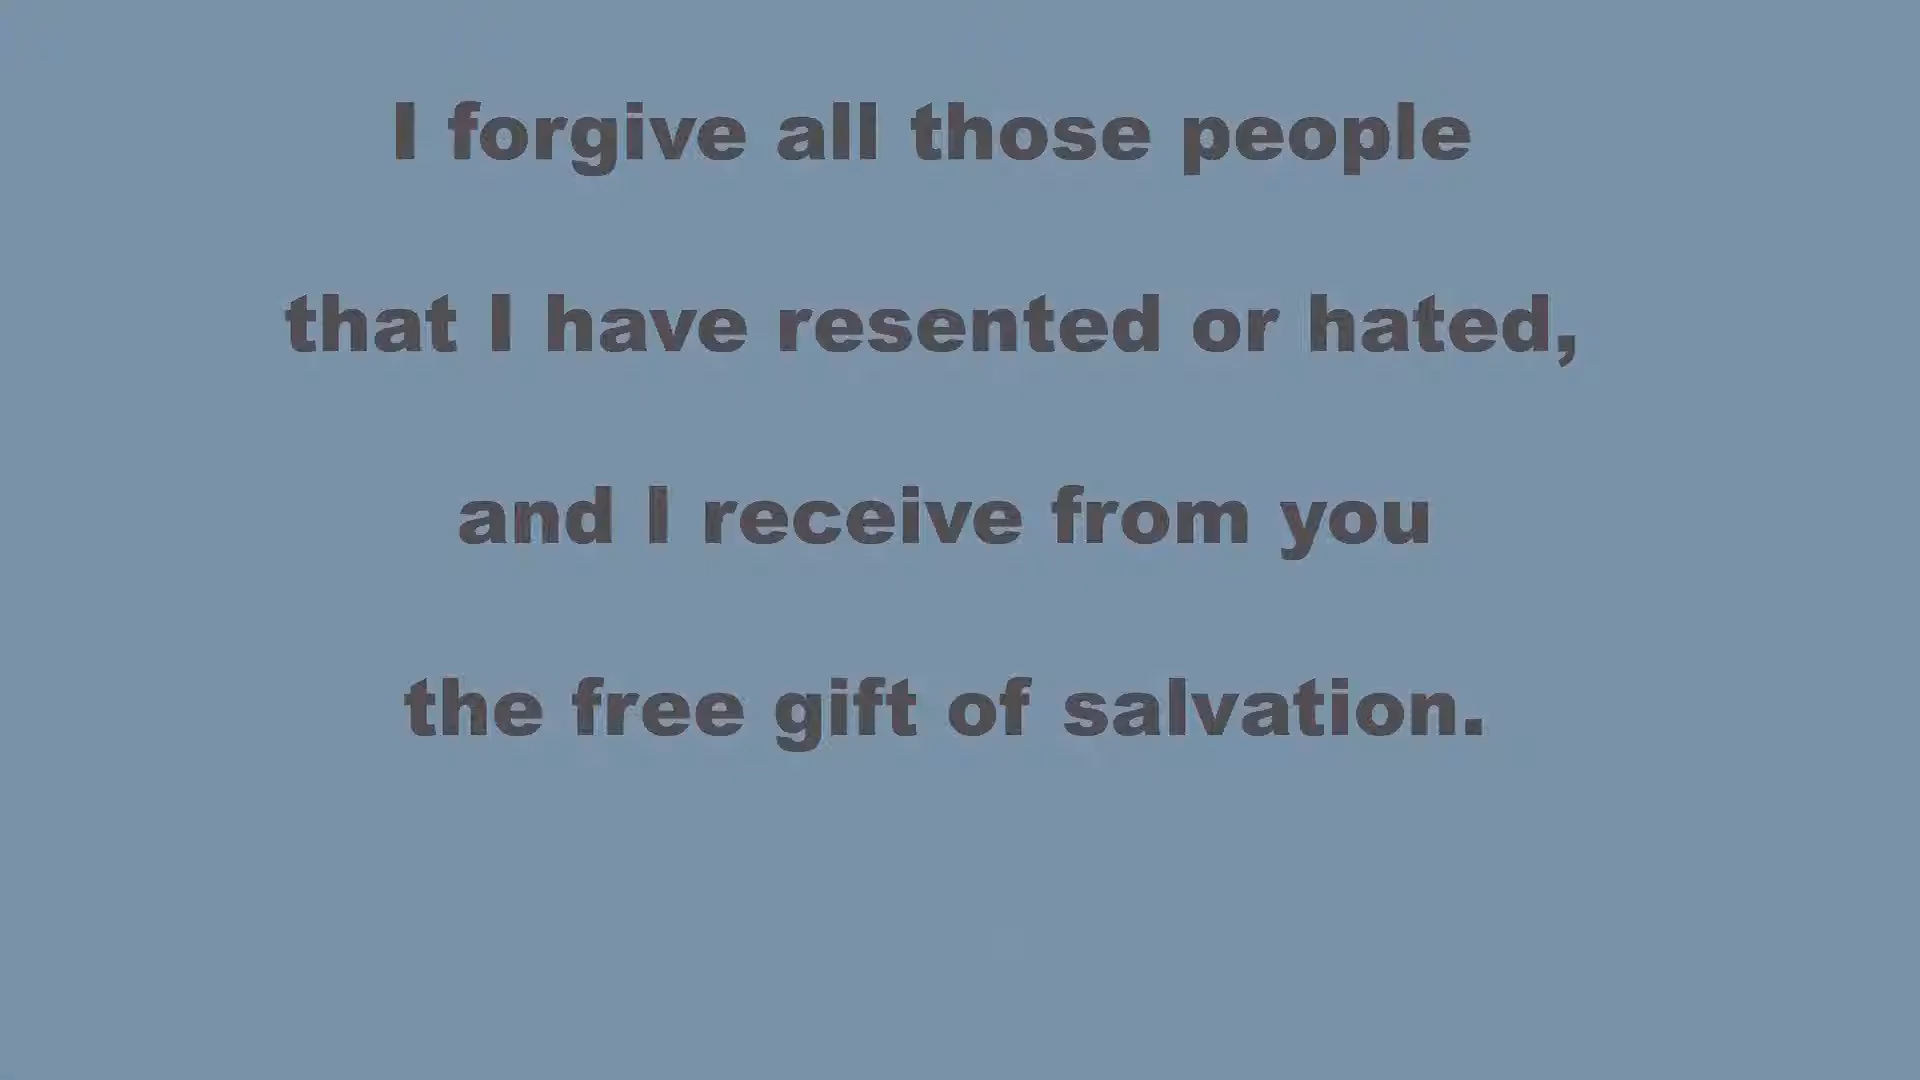 I forgive all those people
that I have resented or hated,
and I receive from you
the free gift of salvation.